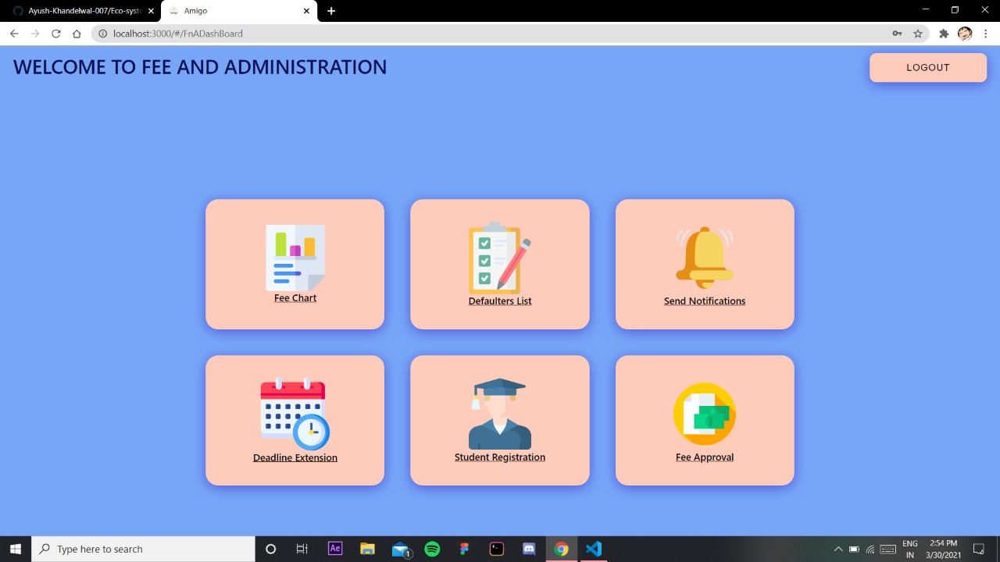 Ayush-Khandelwal-007/Eco-syste
Amigo
localhost:3000/#/FnADashBoard
WELCOME TO FEE AND ADMINISTRATION
LOGOUT
Fee Chart
Defaulters List
Send Notifications
Deadline Extension
Student Registration
Fee Approval
Type here to search
Ae
1
ENG
IN
2:54 PM
3/30/2021